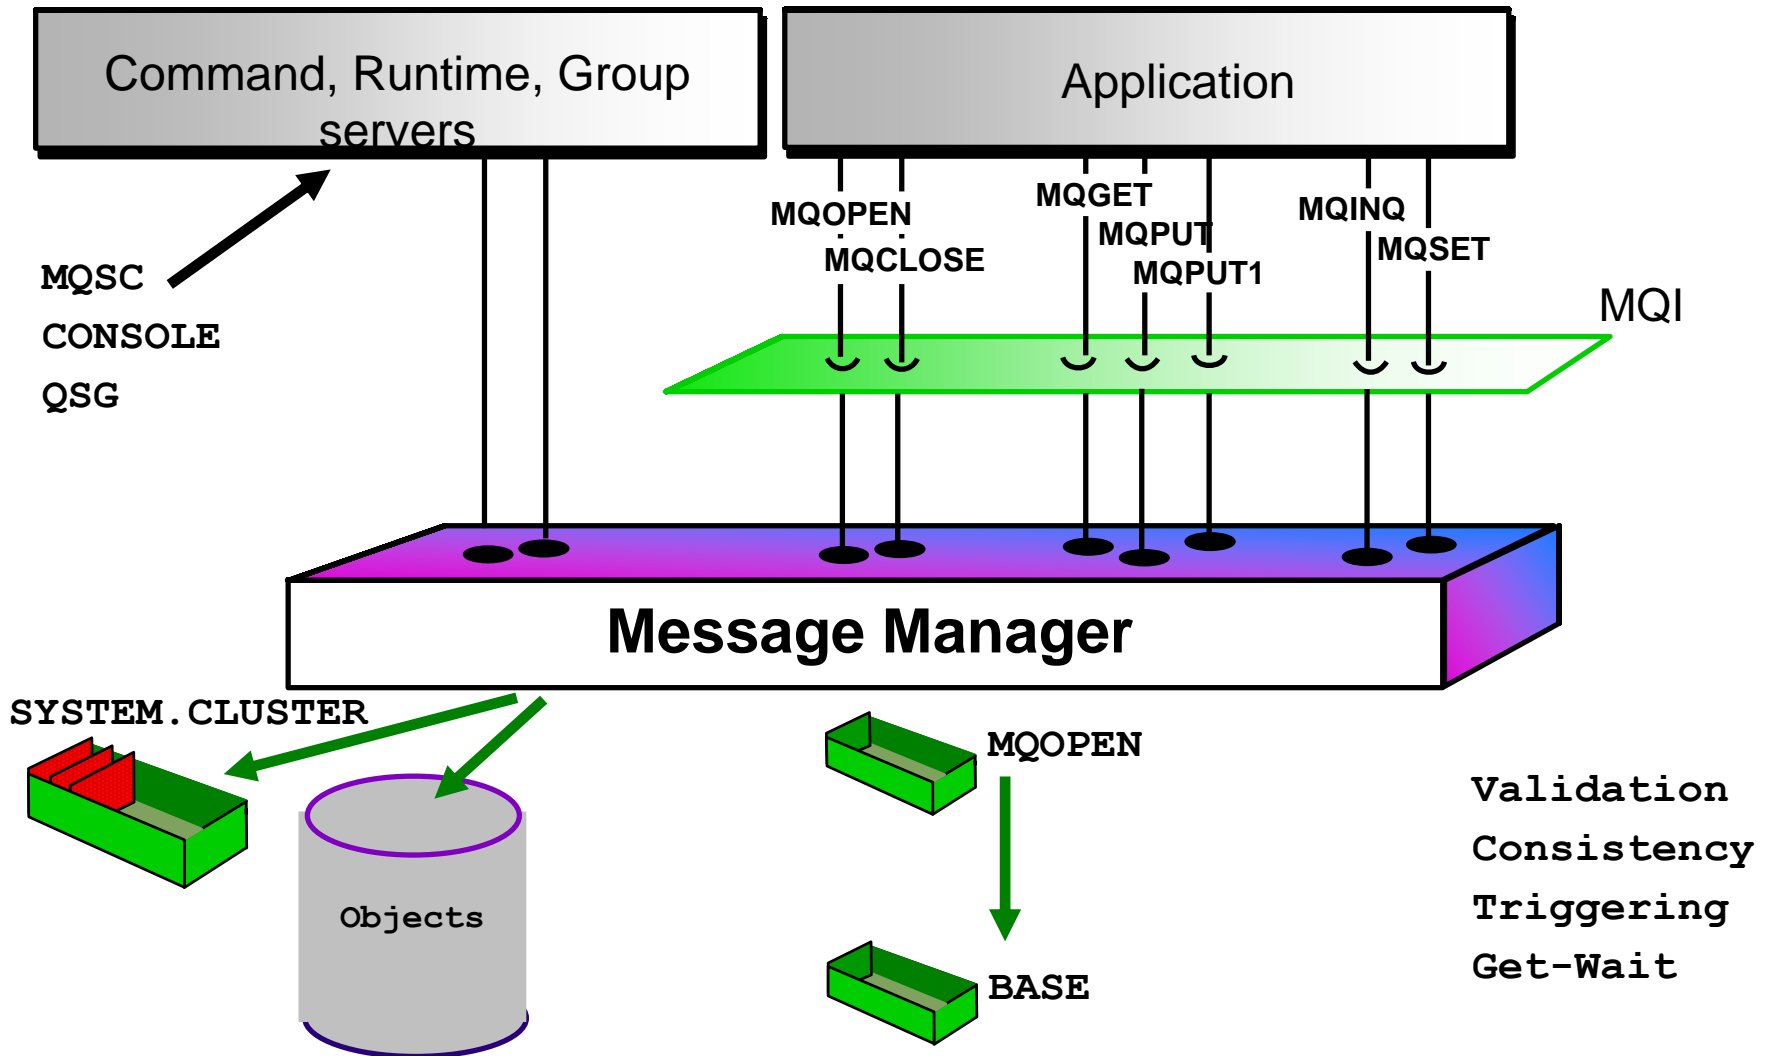 Command, Runtime, Group
servers
Application
MQOPEN
MQCLOSE
MQGET
MQPUT
MQPUT1
MQINQ
MQSET
MQSC
CONSOLE
QSG
MQI
Message Manager
SYSTEM.CLUSTER
Objects
MQOPEN
BASE
Validation
Consistency
Triggering
Get-Wait